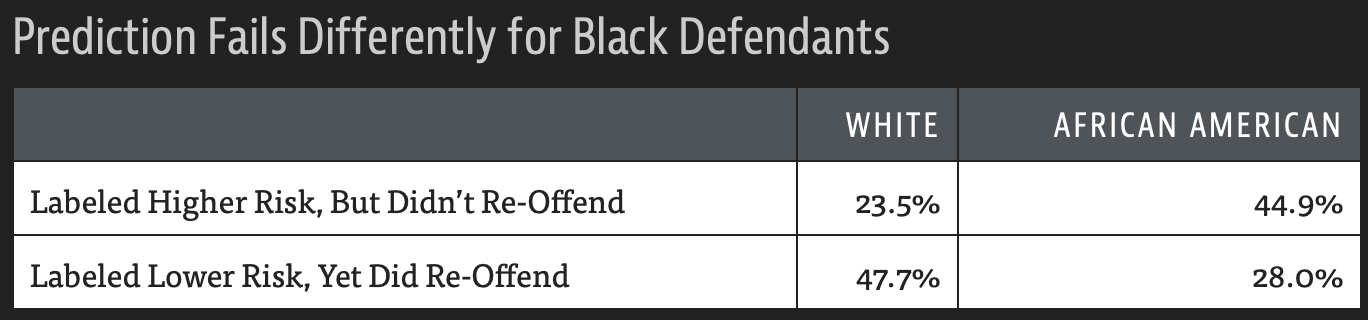 Prediction Fails Differently for Black Defendants
WHITE AFRICAN AMERICAN
Labeled Higher Risk, But Didn’t Re-Offend 23.5% 44.9%
Labeled Lower Risk, Yet Did Re-Offend 47.7% 28.0%